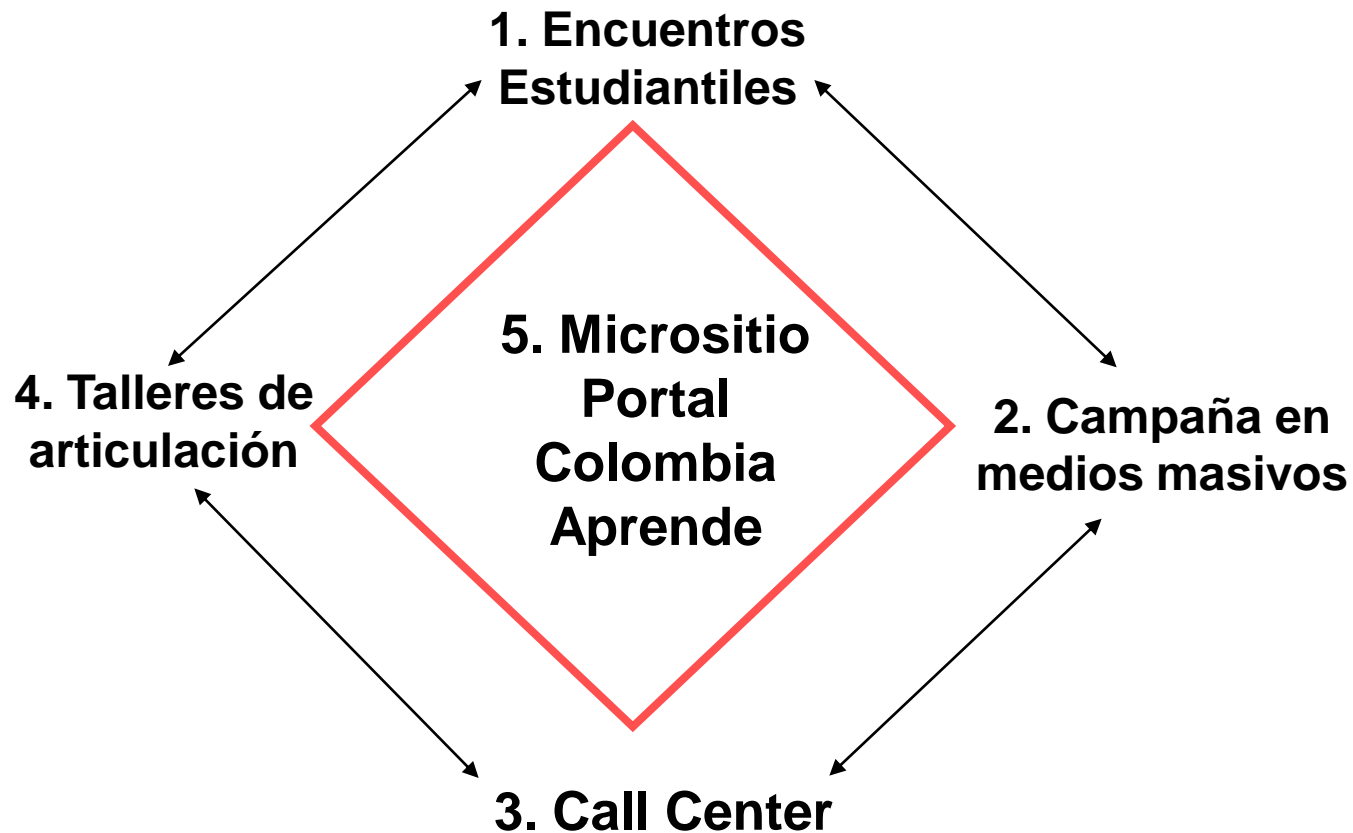 1. Encuentros
Estudiantiles
5. Micrositio
Portal
Colombia
Aprende
4. Talleres de
articulación
2. Campaña en
medios masivos
3. Call Center